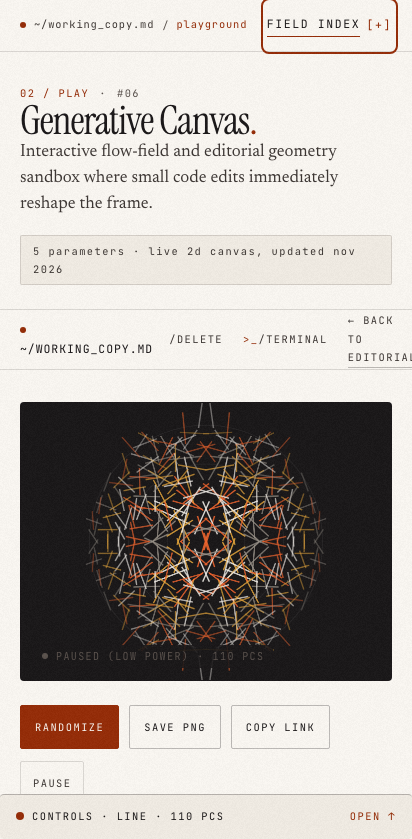 ~/working_copy.md / playground
FIELD INDEX [+]
02 / PLAY · #06
Generative Canvas.
Interactive flow-field and editorial geometry
sandbox where small code edits immediately
reshape the frame.
5 parameters · live 2d canvas, updated nov
2026
~/WORKING_COPY.MD
/DELETE
>_/TERMINAL
← BACK
TO
EDITORIAL
PAUSED (LOW POWER) · 110 PCS
RANDOMIZE
SAVE PNG
COPY LINK
PAUSE
CONTROLS · LINE · 110 PCS
OPEN ↑